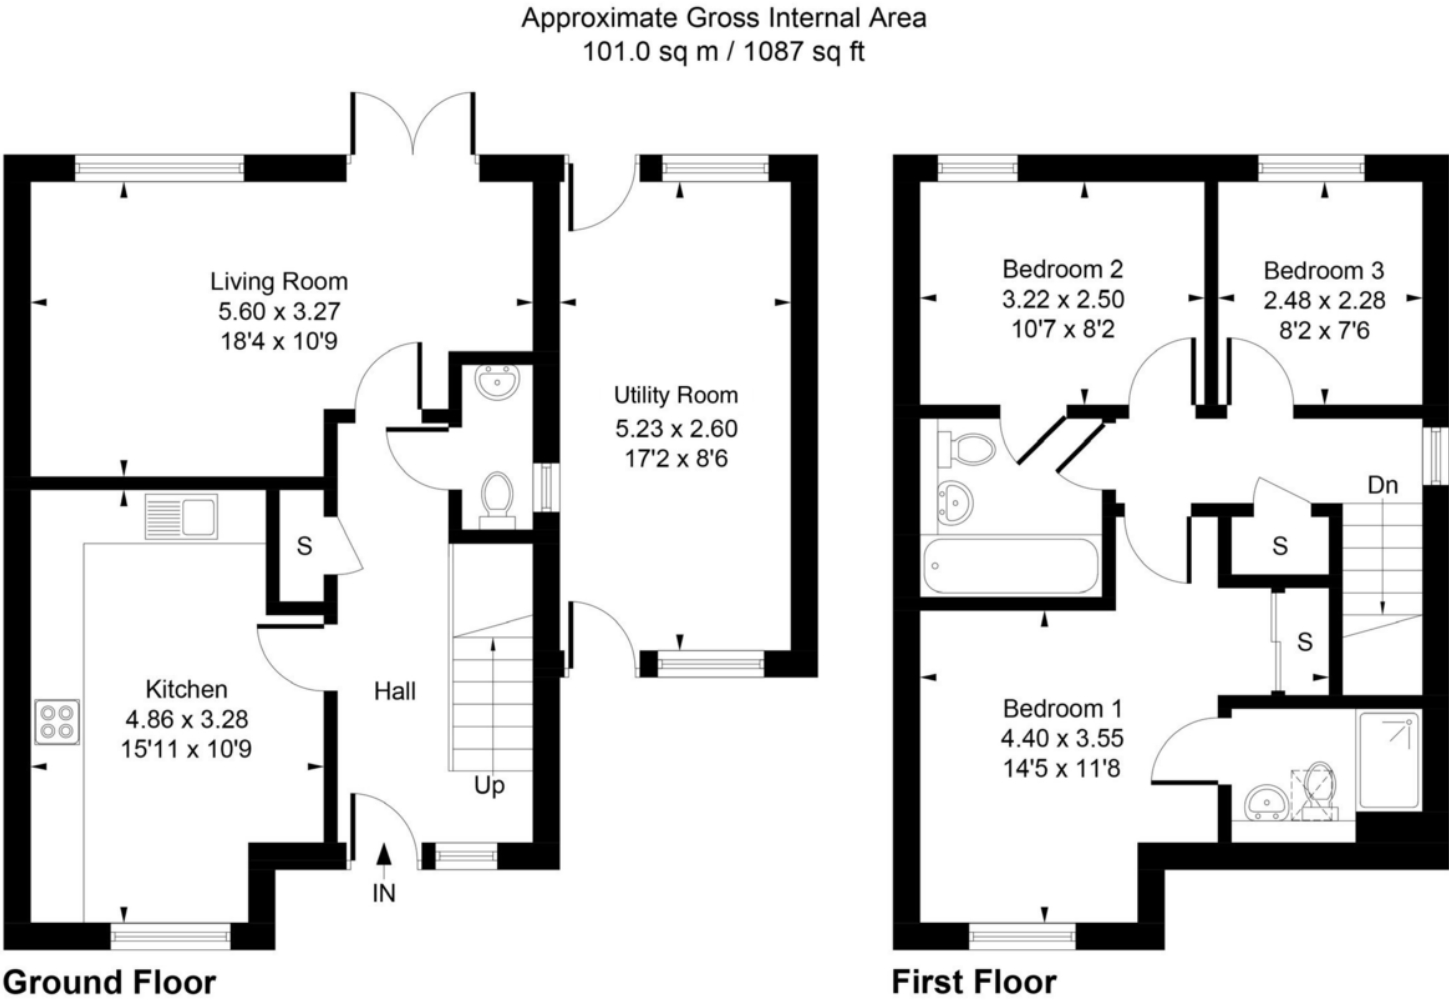 Approximate Gross Internal Area
101.0 sq m / 1087 sq ft
Living Room
5.60 x 3.27
18'4 x 10'9
Utility Room
5.23 x 2.60
17'2 x 8'6
S
Kitchen
4.86 x 3.28
15'11 x 10'9
Hall
Up
IN
Ground Floor
Bedroom 2
3.22 x 2.50
10'7 x 8'2
Bedroom 3
2.48 x 2.28
8'2 x 7'6
Dn
S
S
Bedroom 1
4.40 x 3.55
14'5 x 11'8
First Floor